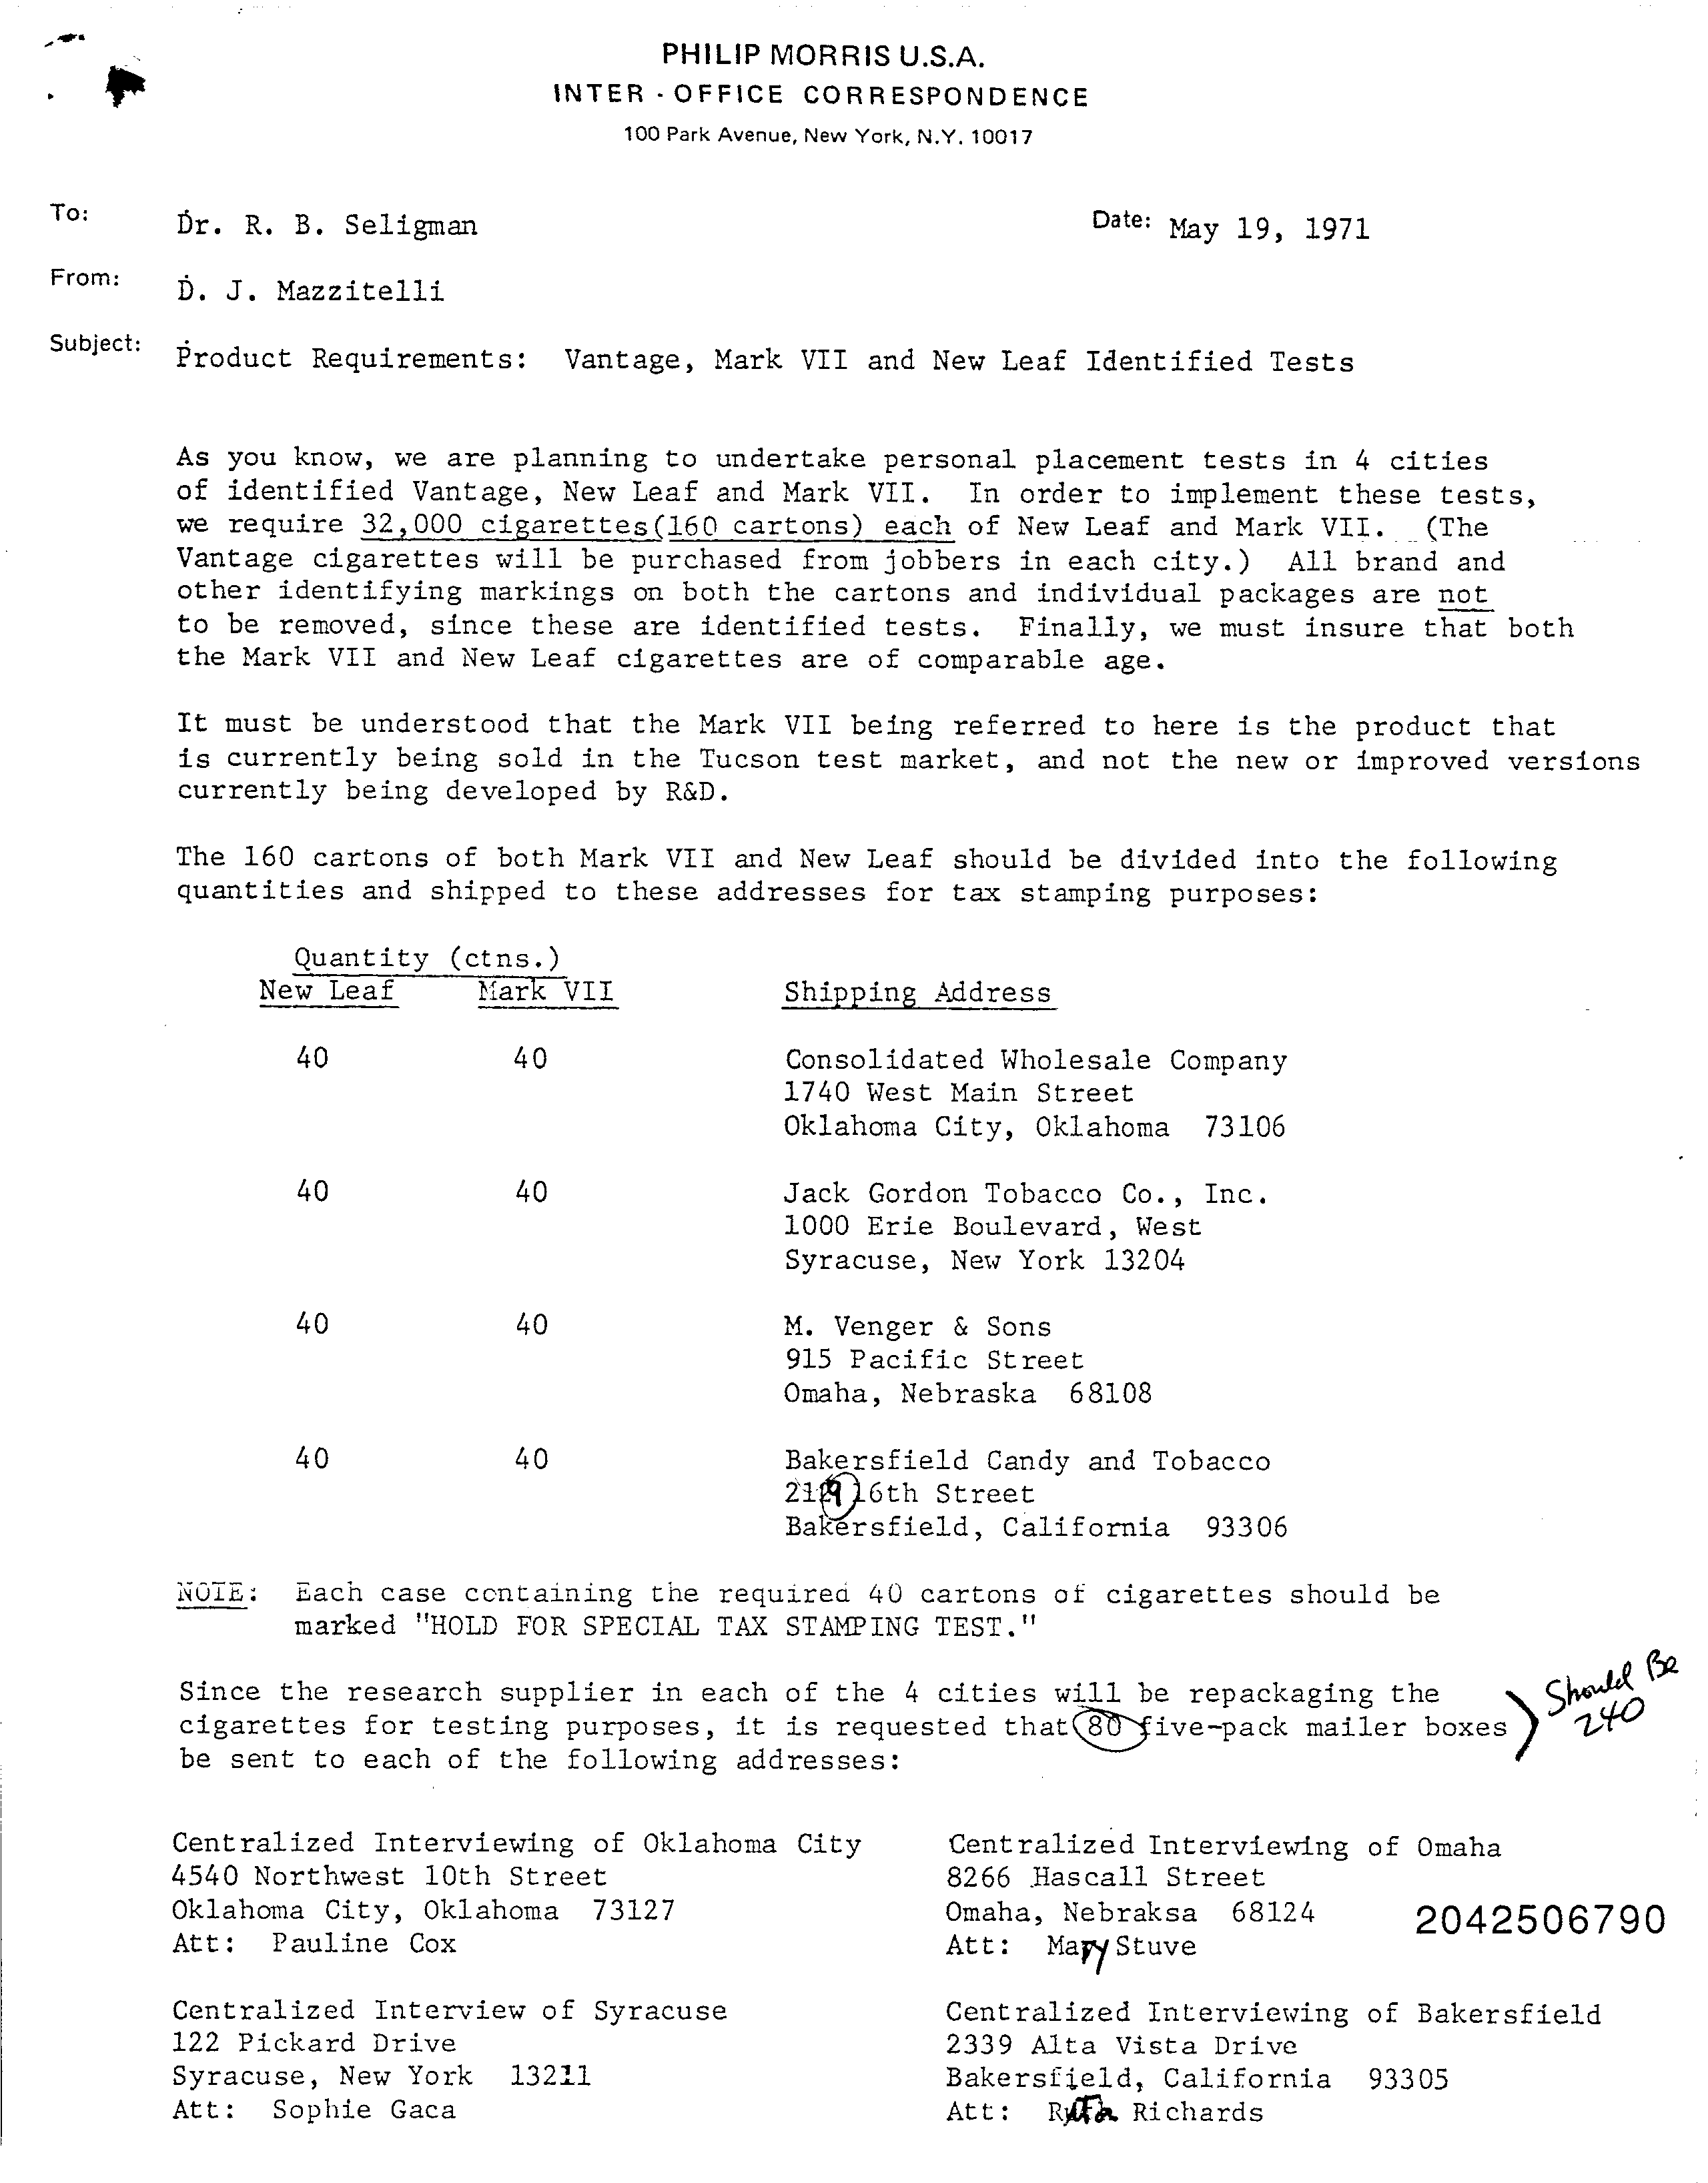 PHILIP MORRIS U.S.A.
INTER - OFFICE CORRESPONDENCE
100 Park Avenue, New York, N.Y. 10017
To: Dr. R. B. Seligman Date: May 19, 1971
From: D. J. Mazzitelli
Subject: Product Requirements: Vantage, Mark VII and New Leaf Identified Tests
As you know, we are planning to undertake personal placement tests in 4 cities
of identified Vantage, New Leaf and Mark VII. In order to implement these tests,
we require 32,000 cigarettes(160 cartons) each of New Leaf and Mark VII. (The
Vantage cigarettes will be purchased from jobbers in each city.) All brand and
other identifying markings on both the cartons and individual packages are not
to be removed, since these are identified tests. Finally, we must insure that both
the Mark VII and New Leaf cigarettes are of comparable age.
It must be understood that the Mark VII being referred to here is the product that
is currently being sold in the Tucson test market, and not the new or improved versions
currently being developed by R&D.
The 160 cartons of both Mark VII and New Leaf should be divided into the following
quantities and shipped to these addresses for tax stamping purposes:
Quantity (ctns.)
New Leaf Mark VII Shipping Address
40 40 Consolidated Wholesale Company
1740 West Main Street
Oklahoma City, Oklahoma 73106
40 40 Jack Gordon Tobacco Co., Inc.
1000 Erie Boulevard, West
Syracuse, New York 13204
40 40 M. Venger & Sons
915 Pacific Street
Omaha, Nebraska 68108
40 40 Bakersfield Candy and Tobacco
219 16th Street
Bakersfield, California 93306
NOTE: Each case containing the required 40 cartons of cigarettes should be
marked "HOLD FOR SPECIAL TAX STAMPING TEST."
Since the research supplier in each of the 4 cities will be repackaging the
cigarettes for testing purposes, it is requested that 80 five-pack mailer boxes
be sent to each of the following addresses:
Should Be
240
Centralized Interviewing of Oklahoma City
4540 Northwest 10th Street
Oklahoma City, Oklahoma 73127
Att: Pauline Cox
Centralized Interviewing of Omaha
8266 Hascall Street
Omaha, Nebraksa 68124
Att: Mary Stuve
2042506790
Centralized Interview of Syracuse
122 Pickard Drive
Syracuse, New York 13211
Att: Sophie Gaca
Centralized Interviewing of Bakersfield
2339 Alta Vista Drive
Bakersfield, California 93305
Att: Ruth Richards